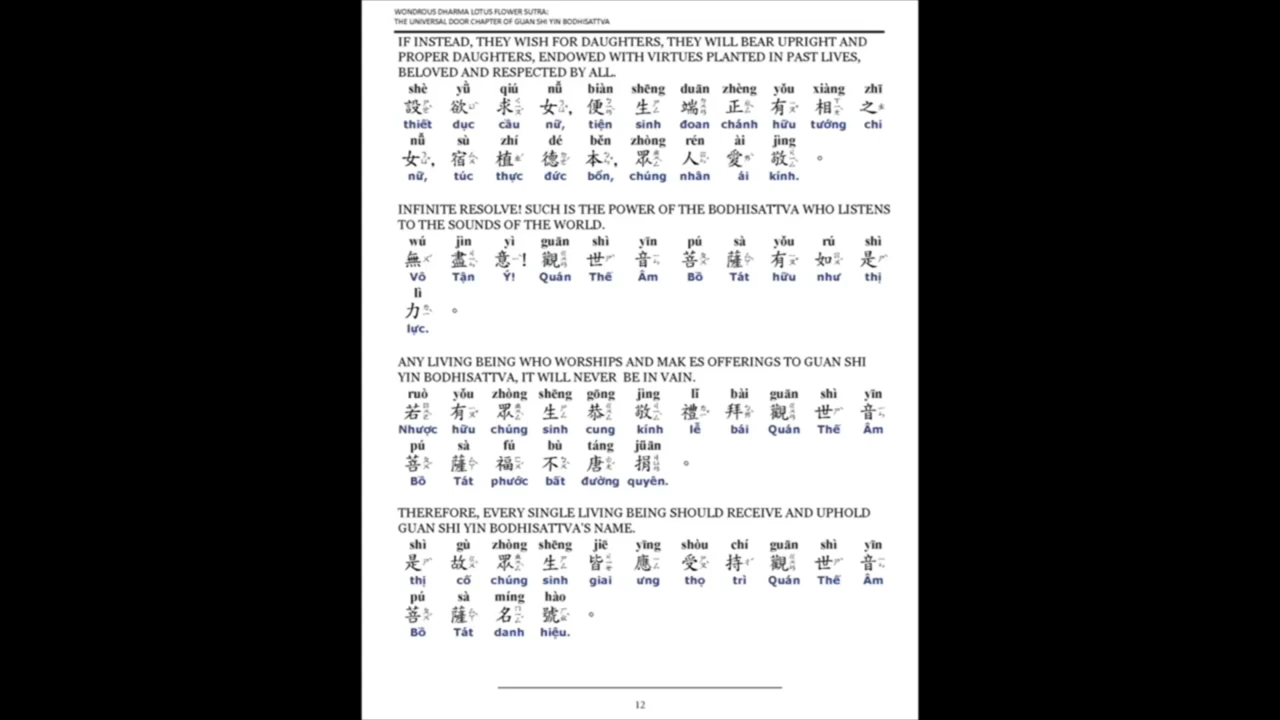 WONDROUS DHARMA LOTUS FLOWER SUTRA:
THE UNIVERSAL DOOR CHAPTER OF GUAN SHI YIN BODHISATTVA
IF INSTEAD, THEY WISH FOR DAUGHTERS, THEY WILL BEAR UPRIGHT AND
PROPER DAUGHTERS, ENDOWED WITH VIRTUES PLANTED IN PAST LIVES,
BELOVED AND RESPECTED BY ALL.
shè yǜ qiú nǚ biàn shēng duān zhèng yǒu xiàng zhī
設 欲 求 女, 便 生 端 正 有 相 之
thiết dục cầu nữ, tiện sinh đoan chánh hữu tướng chi
nǚ sù zhí dé běn zhòng rén ài jìng
女, 宿 植 德 本, 眾 人 愛 敬 。
nữ, túc thực đức bổn, chúng nhân ái kính.
INFINITE RESOLVE! SUCH IS THE POWER OF THE BODHISATTVA WHO LISTENS
TO THE SOUNDS OF THE WORLD.
wú jìn yì guān shì yīn pú sà yǒu rú shì
無 盡 意! 觀 世 音 菩 薩 有 如 是
Vô Tận Ý! Quán Thế Âm Bồ Tát hữu như thị
lì
力 。
lực.
ANY LIVING BEING WHO WORSHIPS AND MAK ES OFFERINGS TO GUAN SHI
YIN BODHISATTVA, IT WILL NEVER BE IN VAIN.
ruò yǒu zhòng shēng gōng jìng lǐ bài guān shì yīn
若 有 眾 生 恭 敬 禮 拜 觀 世 音
Nhược hữu chúng sinh cung kính lễ bái Quán Thế Âm
pú sà fú bù táng jüān
菩 薩 福 不 唐 捐 。
Bồ Tát phước bất đường quyên.
THEREFORE, EVERY SINGLE LIVING BEING SHOULD RECEIVE AND UPHOLD
GUAN SHI YIN BODHISATTVA'S NAME.
shì gù zhòng shēng jiē yīng shòu chí guān shì yīn
是 故 眾 生 皆 應 受 持 觀 世 音
thị cố chúng sinh giai ưng thọ trì Quán Thế Âm
pú sà míng hào
菩 薩 名 號 。
Bồ Tát danh hiệu.
12